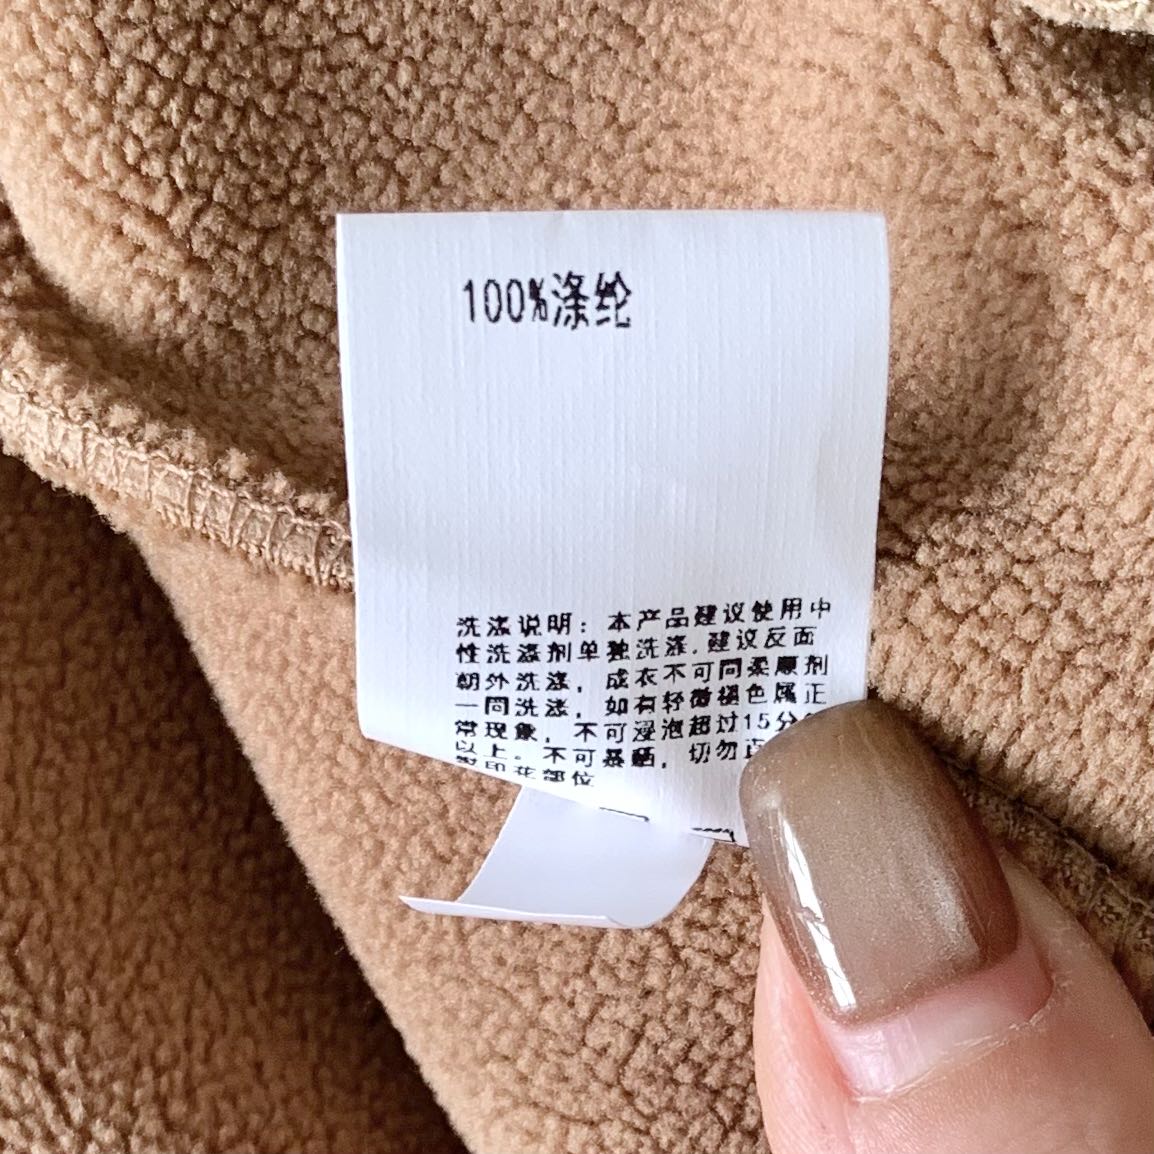 100%涤纶
洗涤说明：本产品建议使用中
性洗涤剂单独洗涤，建议反面
朝外洗涤，成衣不可同柔顺剂
一同洗涤，如有轻微褪色属正
常现象，不可浸泡超过15分
以上。不可暴晒，切勿直
熨印花部位